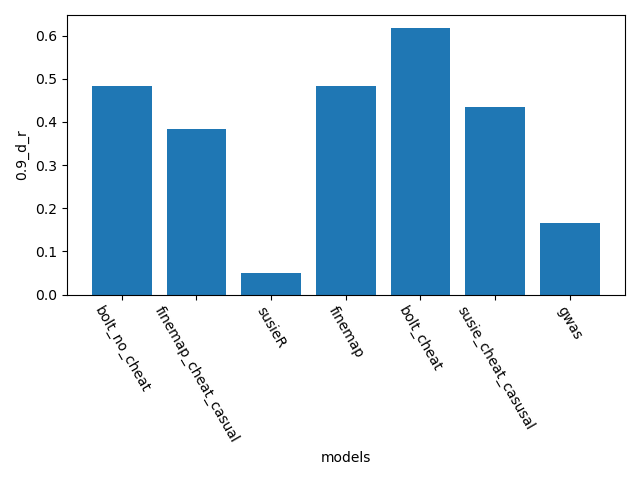 0.6
0.5
0.4
0.3
0.2
0.1
0.0
0.9_d_r
bolt_no_cheat
finemap_cheat_casual
susieR
finemap
bolt_cheat
susie_cheat_casusal
gwas
models